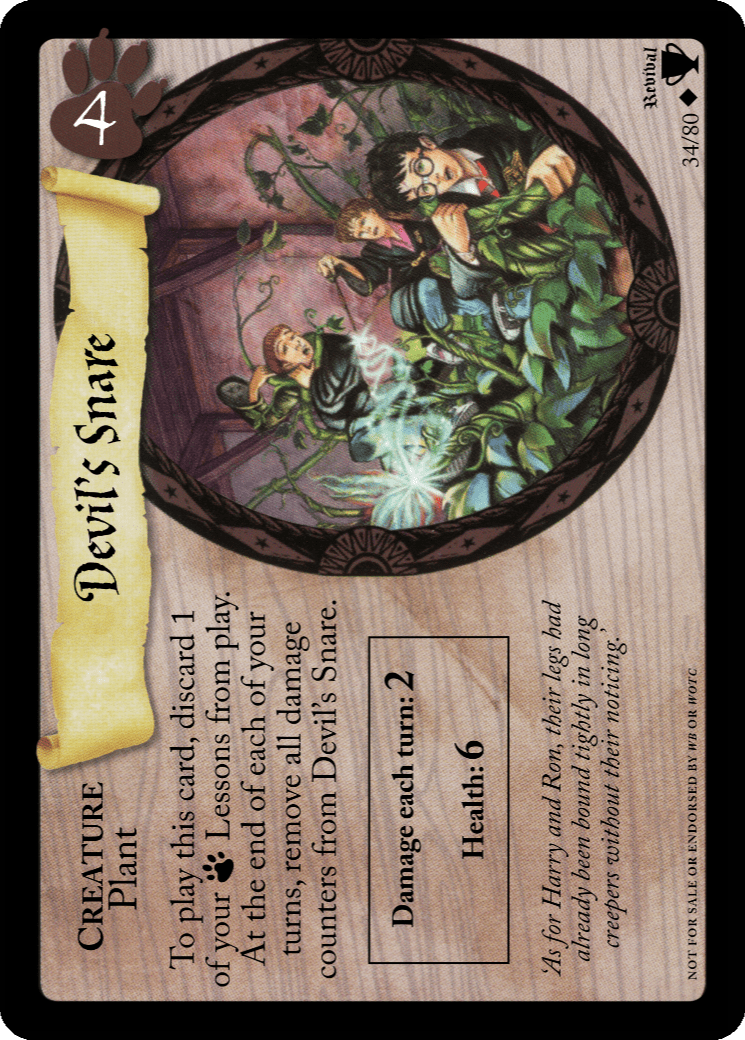 Devil's Snare
4
CREATURE
Plant
To play this card, discard 1
of your Lessons from play.
At the end of each of your
turns, remove all damage
counters from Devil's Snare.
Damage each turn: 2
Health: 6
'As for Harry and Ron, their legs had
already been bound tightly in long
creepers without their noticing.'
NOT FOR SALE OR ENDORSED BY WB OR WOTC
Revival
34/80